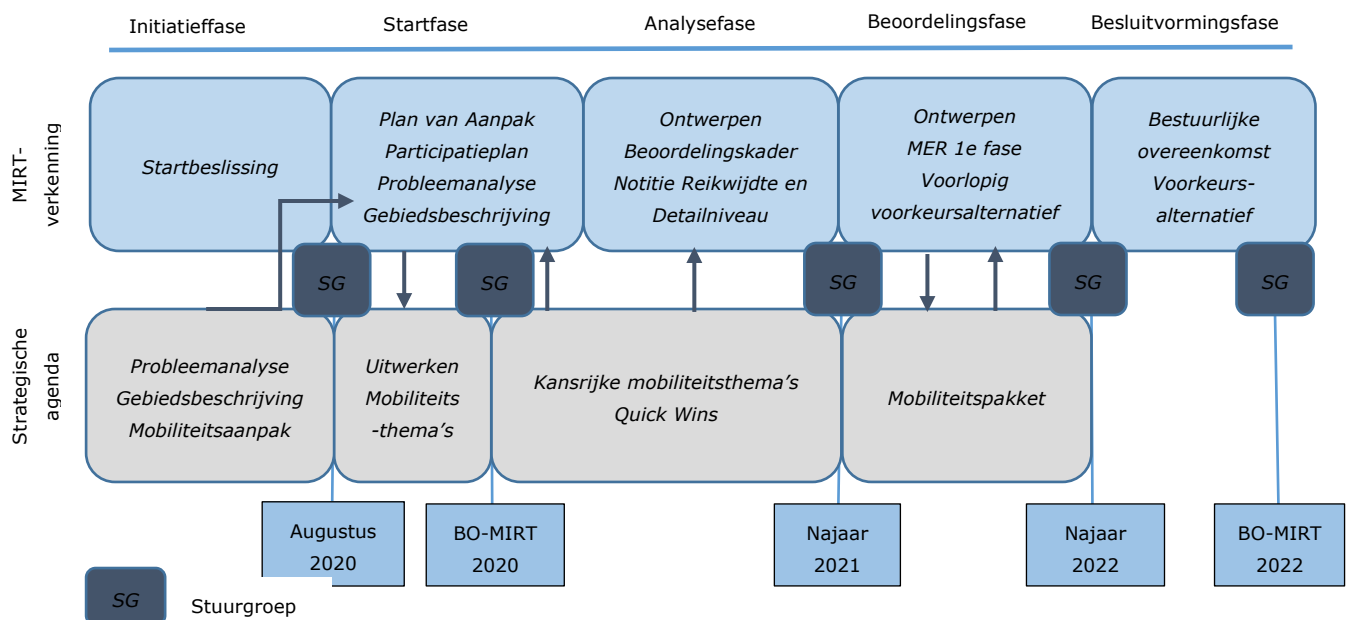 Initiatieffase
Startfase
Analysefase
Beoordelingsfase
Besluitvormingsfase
MIRT-
verkenning
Startbeslissing
Plan van Aanpak
Participatieplan
Probleemanalyse
Gebiedsbeschrijving
Ontwerpen
Beoordelingskader
Notitie Reikwijdte en
Detailniveau
Ontwerpen
MER 1e fase
Voorlopig
voorkeursalternatief
Bestuurlijke
overeenkomst
Voorkeurs-
alternatief
SG
SG
SG
SG
SG
Strategische
agenda
Probleemanalyse
Gebiedsbeschrijving
Mobiliteitsaanpak
Uitwerken
Mobiliteits
-thema's
Kansrijke mobiliteitsthema's
Quick Wins
Mobiliteitspakket
Augustus
2020
BO-MIRT
2020
Najaar
2021
Najaar
2022
BO-MIRT
2022
SG
Stuurgroep